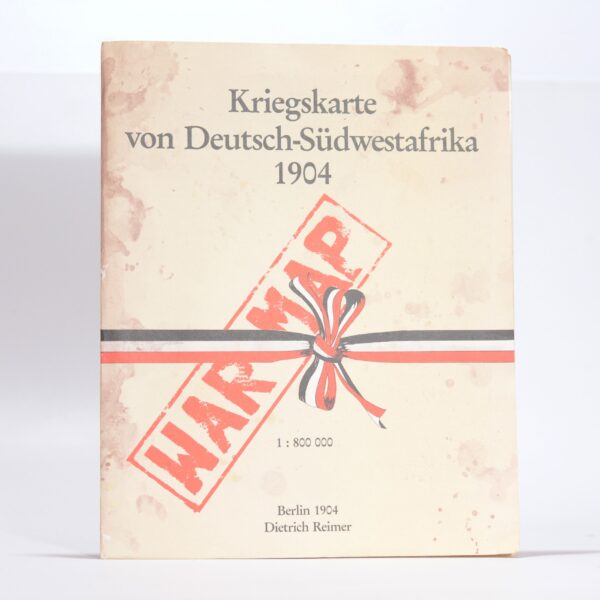 Kriegskarte
von Deutsch-Südwestafrika
1904
WAR MAP
1 : 800 000
Berlin 1904
Dietrich Reimer